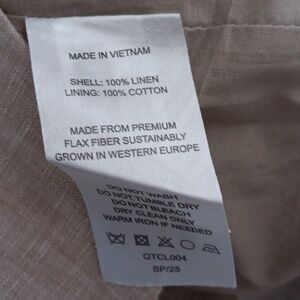 MADE IN VIETNAM
SHELL: 100% LINEN
LINING: 100% COTTON
MADE FROM PREMIUM
FLAX FIBER SUSTAINABLY
GROWN IN WESTERN EUROPE
DO NOT WASH
DO NOT TUMBLE DRY
DO NOT BLEACH
DRY CLEAN ONLY
WARM IRON IF NEEDED
QTCL004
SP/25